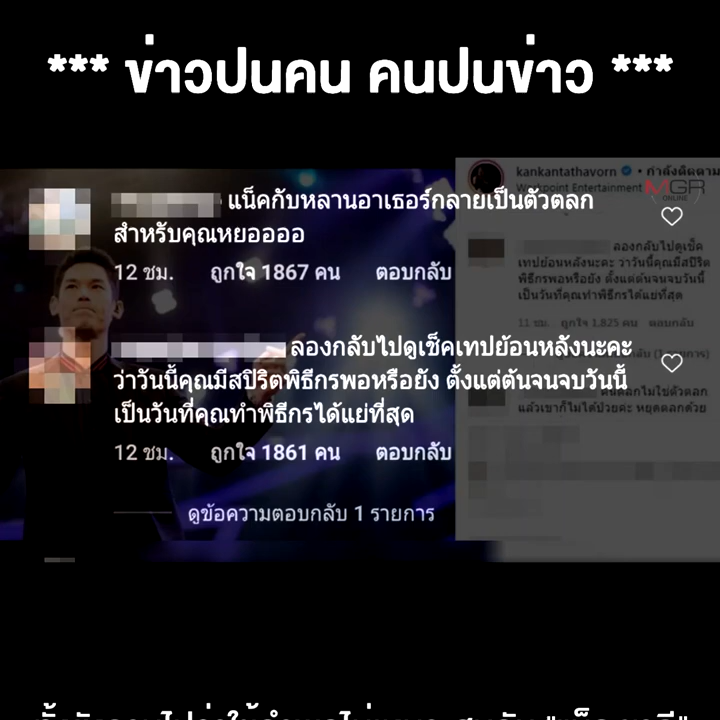 *** ข่าวปนคน คนปนข่าว ***
kankantathavorn • กำลังติดตาม
Workpoint Entertainment
MGR
ONLINE
แน็คกับหลานอาเธอร์กลายเป็นตัวตลก
สำหรับคุณหยออออ
12 ชม. ถูกใจ 1867 คน ตอบกลับ
ลองกลับไปดูเช็คเทปย้อนหลังนะคะ
ว่าวันนี้คุณมีสปิริตพิธีกรพอหรือยัง ตั้งแต่ต้นจนจบวันนี้
เป็นวันที่คุณทำพิธีกรได้แย่ที่สุด
12 ชม. ถูกใจ 1861 คน ตอบกลับ
ดูข้อความตอบกลับ 1 รายการ
ลองกลับไปดูเช็ค
เทปย้อนหลังนะคะ ว่าวันนี้คุณมีสปิริต
พิธีกรพอหรือยัง ตั้งแต่ต้นจนจบวันนี้
เป็นวันที่คุณทำพิธีกรได้แย่ที่สุด
11 ชม. ถูกใจ 1,825 คน ตอบกลับ
1 รายการ)
คนตลกไม่ใช่ตัวตลก
แล้วเขาก็ไม่ได้ป่วยค่ะ หยุดตลกด้วย